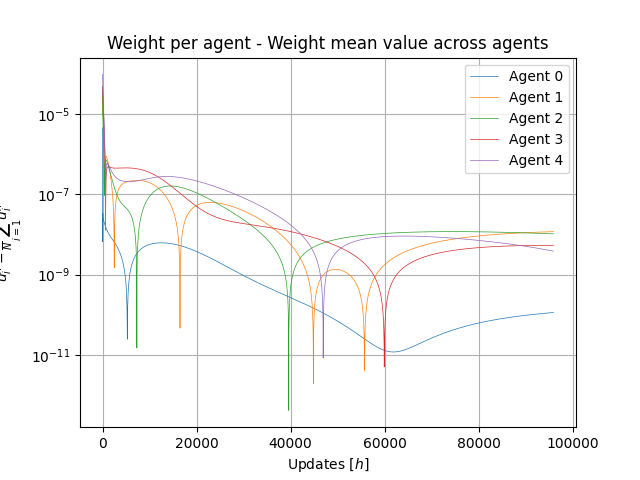 Weight per agent - Weight mean value across agents
10⁻⁵
10⁻⁷
10⁻⁹
10⁻¹¹
Agent 0
Agent 1
Agent 2
Agent 3
Agent 4
0
20000
40000
60000
80000
100000
Updates [h]